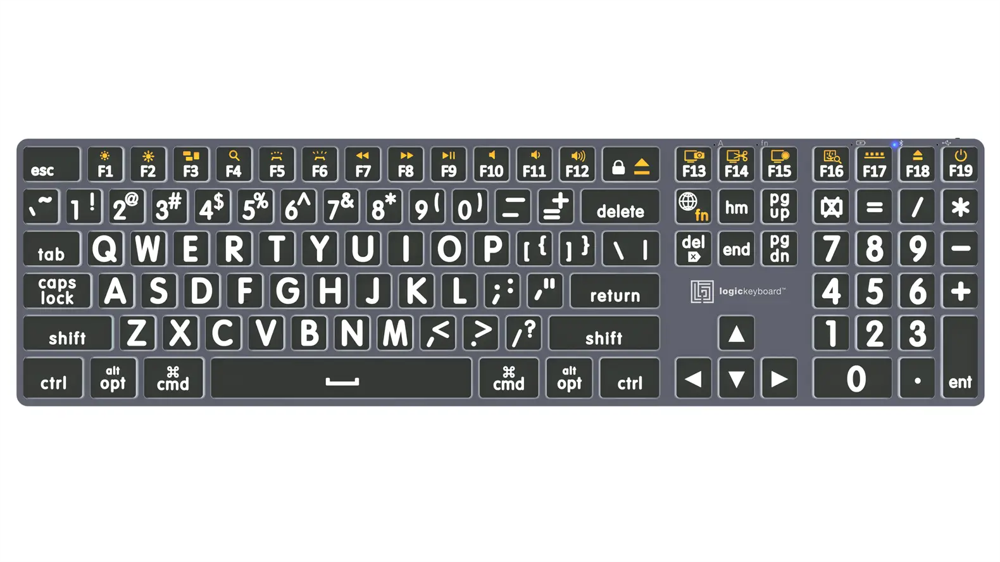 A fn
esc F1 F2 F3 F4 F5 F6 F7 F8 F9 F10 F11 F12 F13 F14 F15 F16 F17 F18 F19
` ~ 1 ! 2 @ 3 # 4 $ 5 % 6 ^ 7 & 8 * 9 ( 0 ) - _ = + delete fn hm pg up = / *
tab Q W E R T Y U I O P [ { ] } \ | del end pg dn 7 8 9 -
caps lock A S D F G H J K L ; : ' " return logickeyboard™ 4 5 6 +
shift Z X C V B N M , < . > / ? shift ▲ 1 2 3
ctrl alt opt ⌘ cmd ⌘ cmd alt opt ctrl ◀ ▼ ▶ 0 . ent